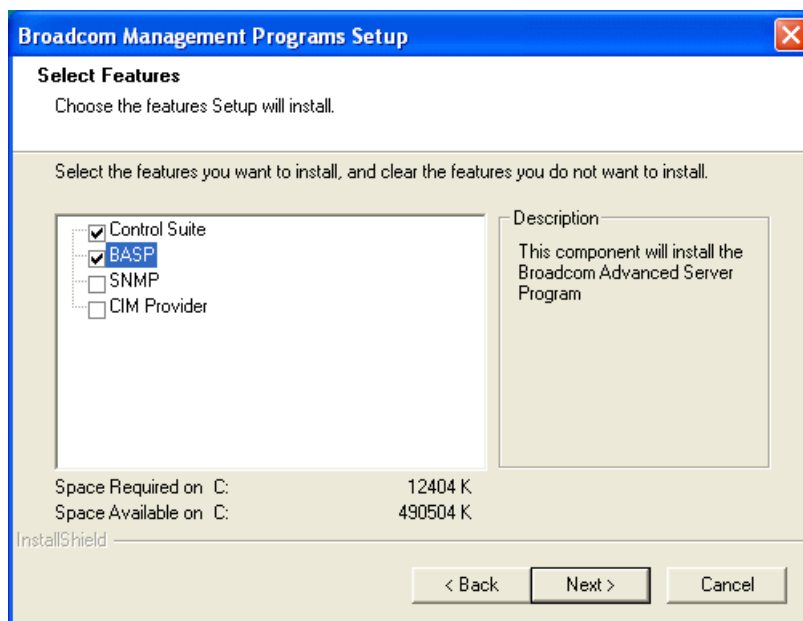 Broadcom Management Programs Setup
Select Features
Choose the features Setup will install.
Select the features you want to install, and clear the features you do not want to install.
Control Suite
BASP
SNMP
CIM Provider
Description
This component will install the
Broadcom Advanced Server
Program
Space Required on C: 12404 K
Space Available on C: 490504 K
InstallShield
< Back Next > Cancel